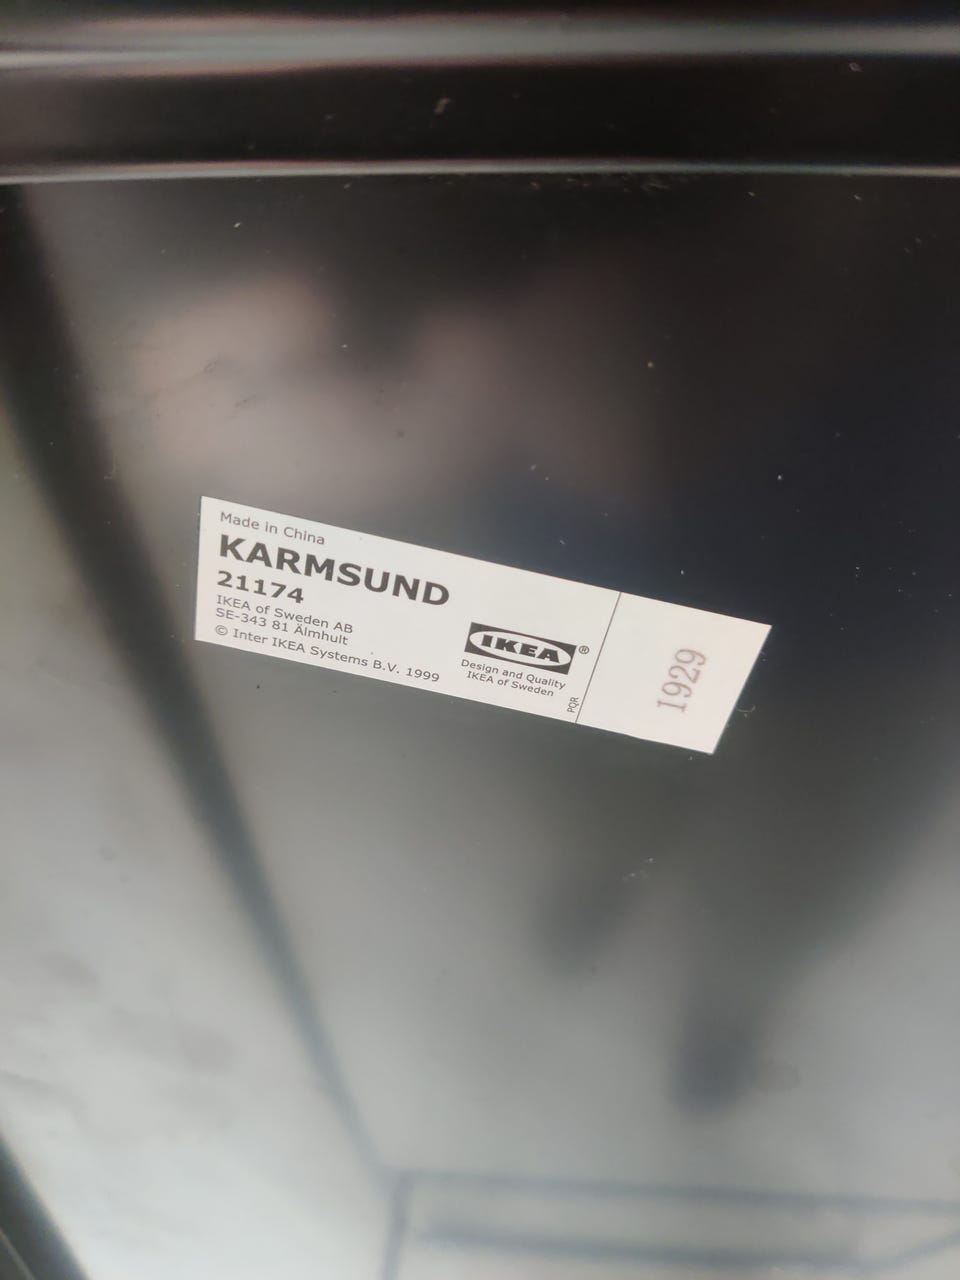 Made in China
KARMSUND
21174
IKEA of Sweden AB
SE-343 81 Älmhult
© Inter IKEA Systems B.V. 1999
IKEA®
Design and Quality
IKEA of Sweden
PQR
1929